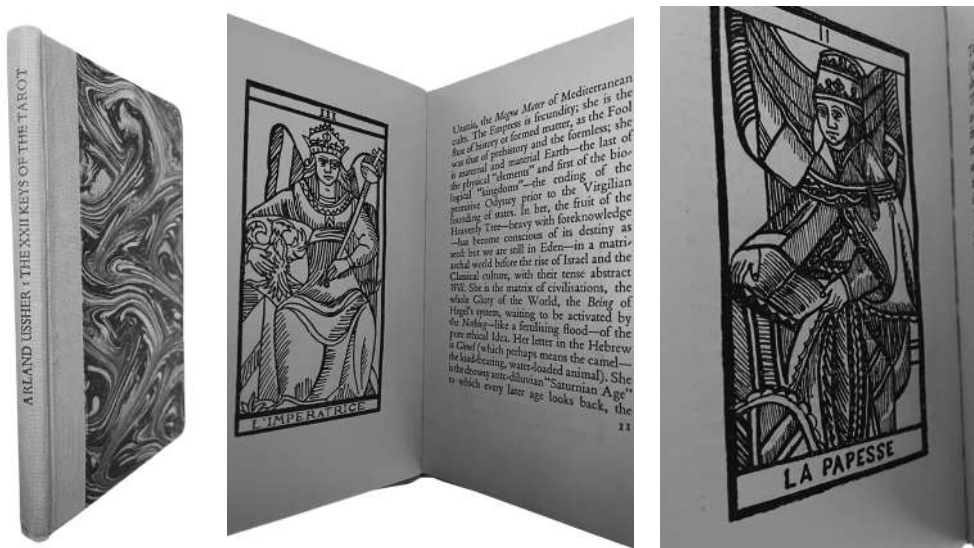 ARLAND USSHER : THE XXII KEYS OF THE TAROT
III
L'IMPERATRICE
Urania, the Magna Mater of Mediterranean
cults. The Empress is fecundity; she is the
flute of history or formed matter, as the Fool
was that of prehistory and the formless; she
is maternal and material Earth—the last of
the physical "elements" and first of the bio-
logical "kingdoms"—the ending of the
primitive Odyssey prior to the Virgilian
founding of states. In her, the fruit of the
Heavenly Tree—heavy with foreknowledge
—has become conscious of its destiny as
seed: but we are still in Eden—in a matri-
archal world before the rise of Israel and the
Classical culture, with their tense abstract
Will. She is the matrix of civilisations, the
whole Glory of the World, the Being of
Hegel's system, waiting to be activated by
the Nothing—like a fertilising flood—of the
pure ethical Idea. Her letter in the Hebrew
is Gimel (which perhaps means the camel—
the load-bearing, water-loaded animal). She
is the drowsy ante-diluvian "Saturnian Age"
to which every later age looks back, the
11
II
LA PAPESSE